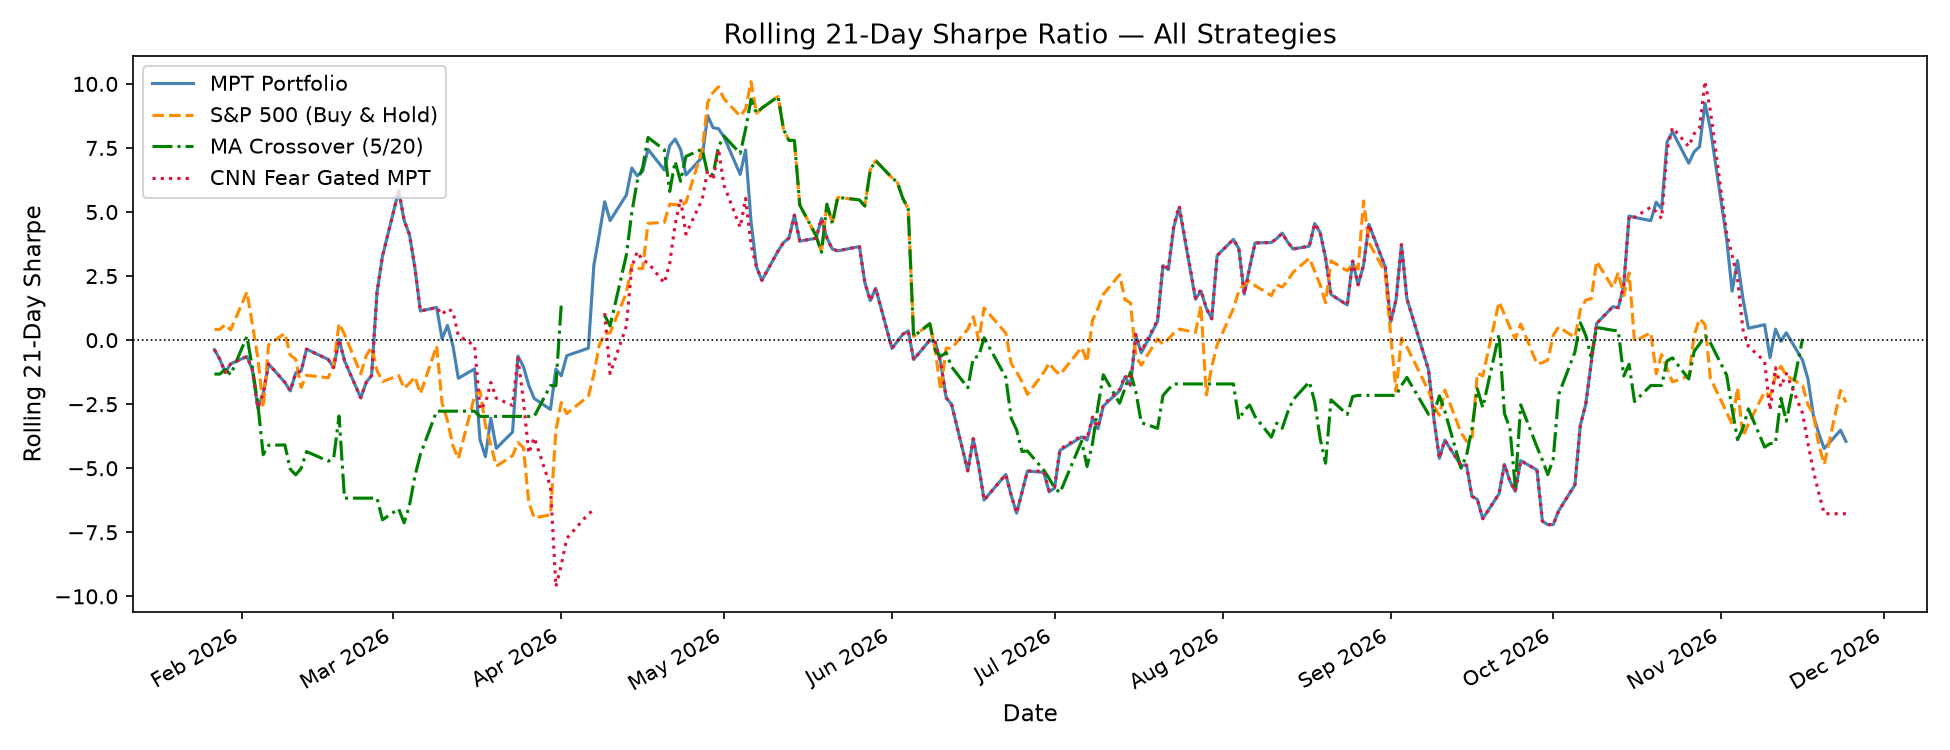 Rolling 21-Day Sharpe Ratio — All Strategies
MPT Portfolio
S&P 500 (Buy & Hold)
MA Crossover (5/20)
CNN Fear Gated MPT
Rolling 21-Day Sharpe
10.0
7.5
5.0
2.5
0.0
−2.5
−5.0
−7.5
−10.0
Feb 2026
Mar 2026
Apr 2026
May 2026
Jun 2026
Jul 2026
Aug 2026
Sep 2026
Oct 2026
Nov 2026
Dec 2026
Date